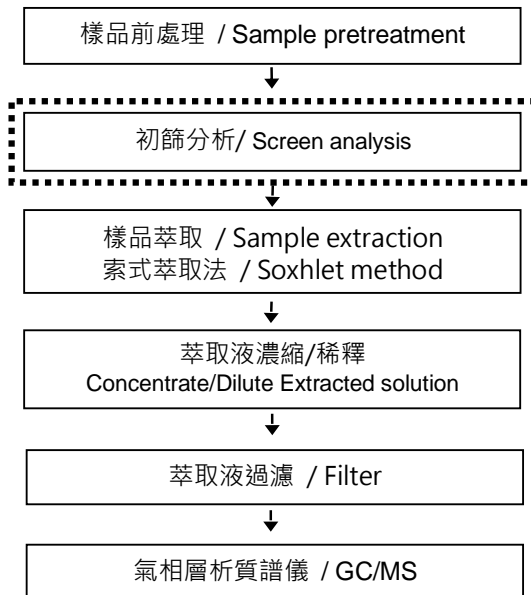 樣品前處理 / Sample pretreatment
初篩分析/ Screen analysis
樣品萃取 / Sample extraction
索式萃取法 / Soxhlet method
萃取液濃縮/稀釋
Concentrate/Dilute Extracted solution
萃取液過濾 / Filter
氣相層析質譜儀 / GC/MS